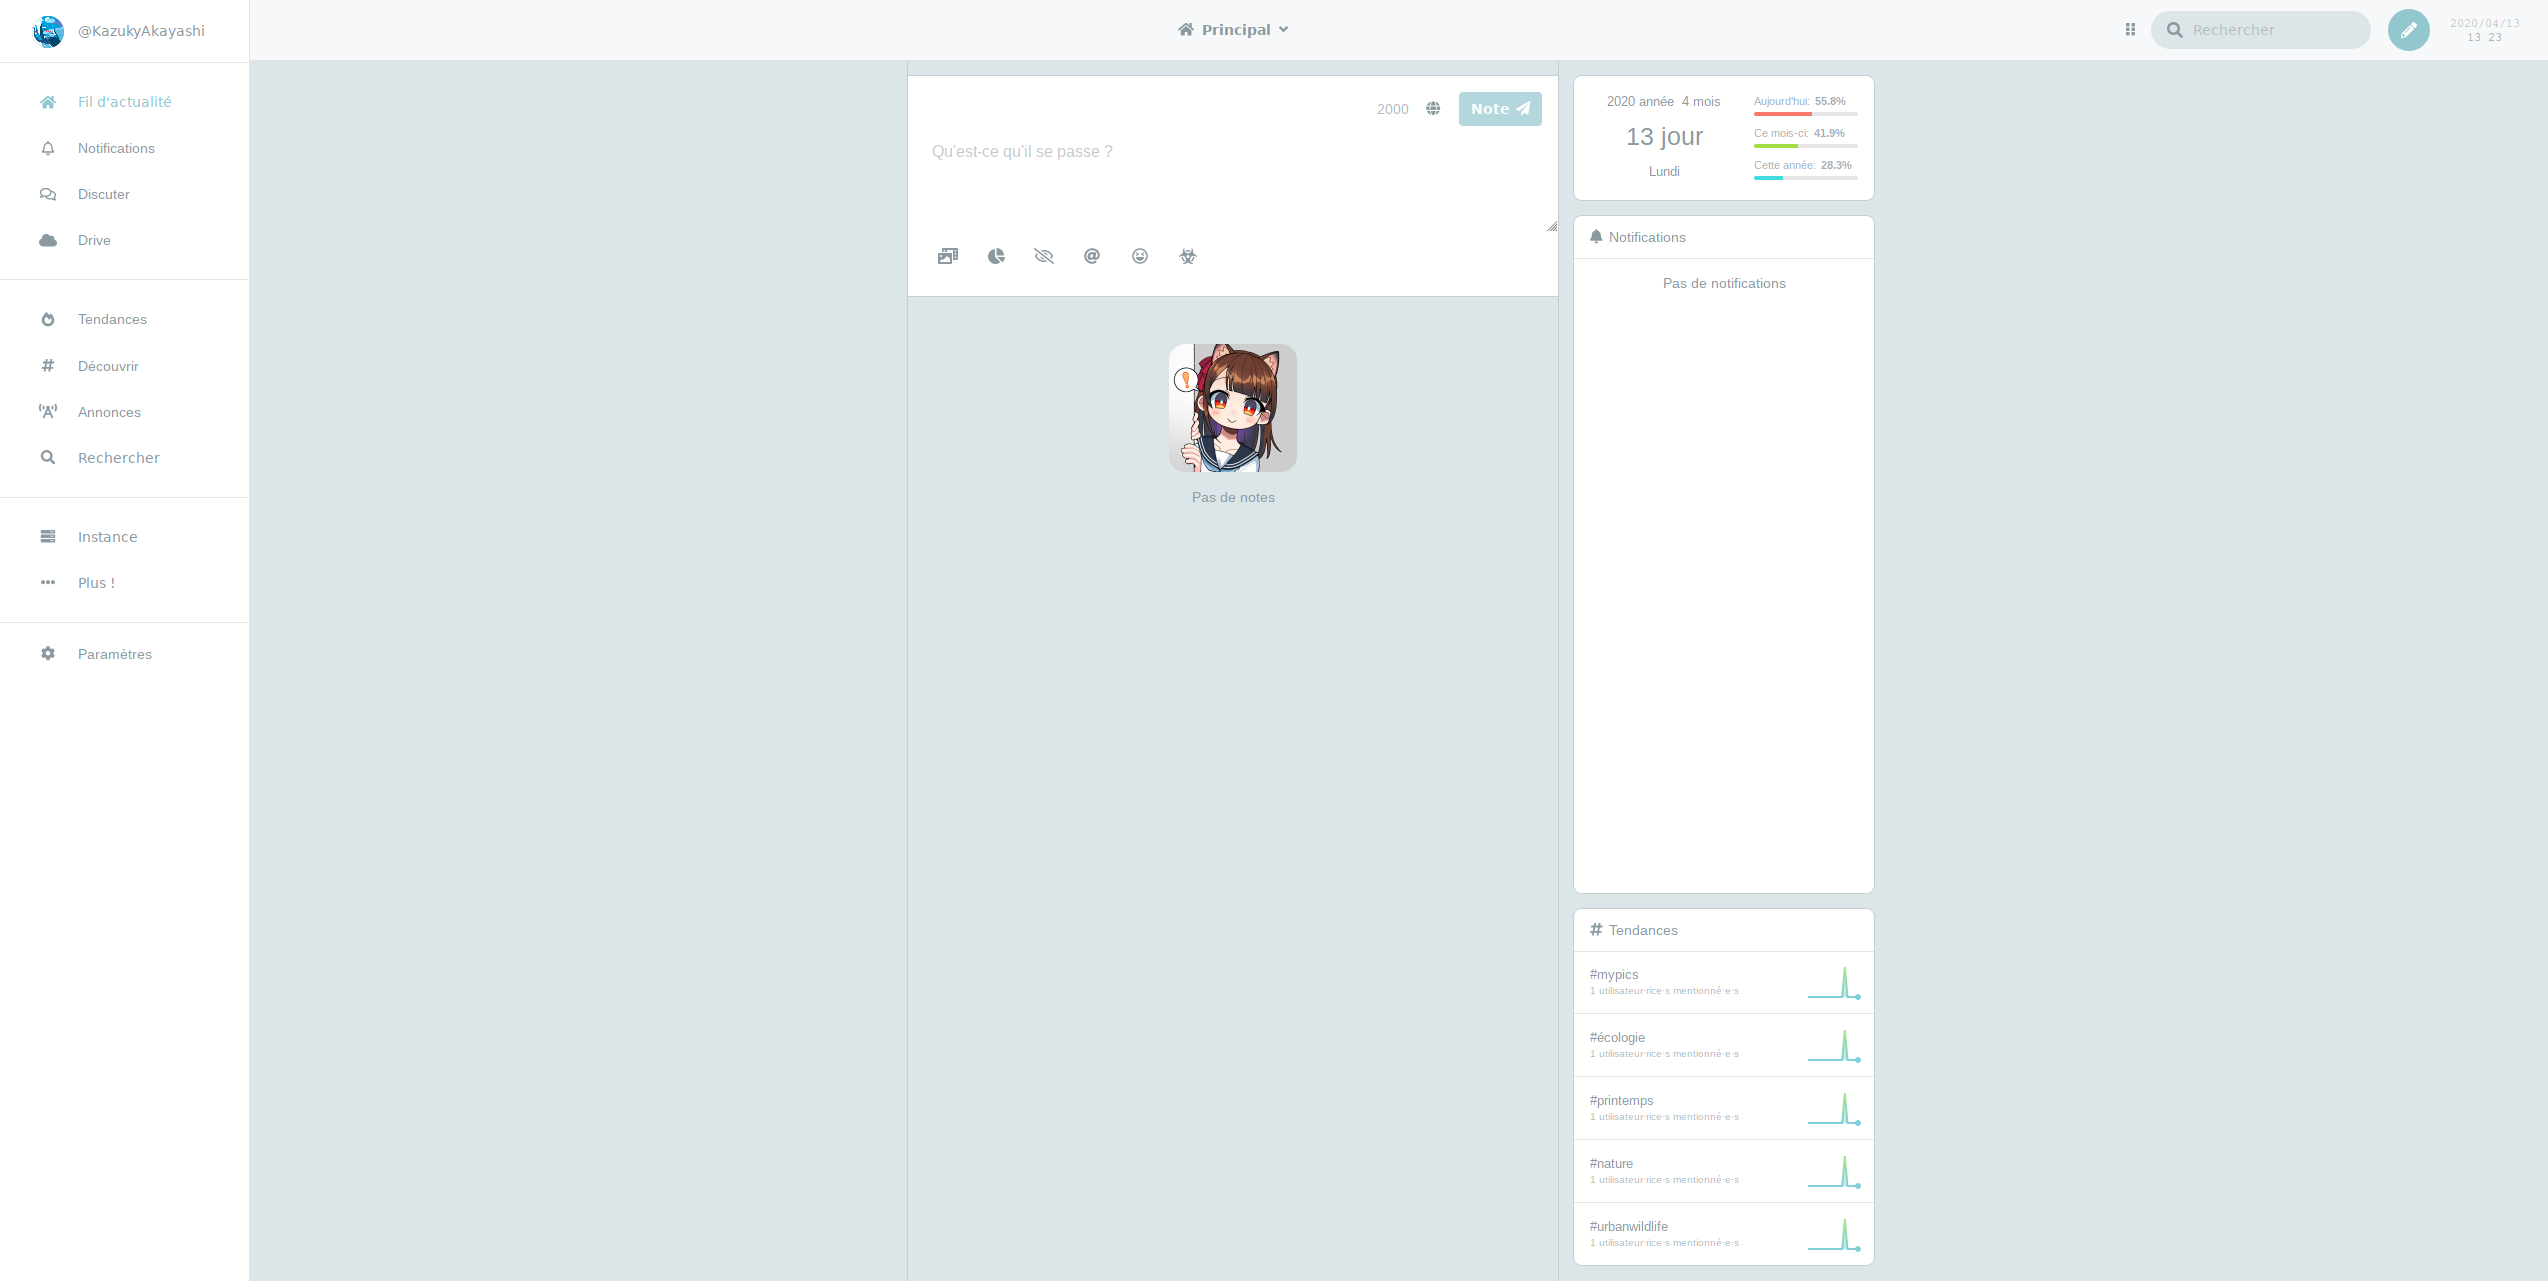 @KazukyAkayashi
Fil d'actualité
Notifications
Discuter
Drive
Tendances
Découvrir
Annonces
Rechercher
Instance
Plus !
Paramètres
Principal
Rechercher
2020/04/13
13 23
2000
Note
Qu'est-ce qu'il se passe ?
Pas de notes
2020 année 4 mois
13 jour
Lundi
Aujourd'hui: 55.8%
Ce mois-ci: 41.9%
Cette année: 28.3%
Notifications
Pas de notifications
Tendances
#mypics
1 utilisateur·rice·s mentionné·e·s
#écologie
1 utilisateur·rice·s mentionné·e·s
#printemps
1 utilisateur·rice·s mentionné·e·s
#nature
1 utilisateur·rice·s mentionné·e·s
#urbanwildlife
1 utilisateur·rice·s mentionné·e·s